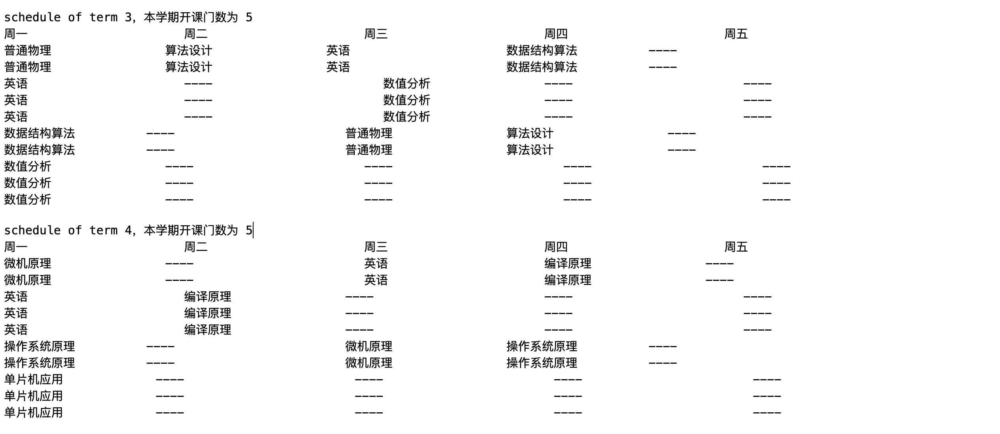 schedule of term 3，本学期开课门数为 5
周一 周二 周三 周四 周五
普通物理 算法设计 英语 数据结构算法 ----
普通物理 算法设计 英语 数据结构算法 ----
英语 ---- 数值分析 ---- ----
英语 ---- 数值分析 ---- ----
英语 ---- 数值分析 ---- ----
数据结构算法 ---- 普通物理 算法设计 ----
数据结构算法 ---- 普通物理 算法设计 ----
数值分析 ---- ---- ---- ----
数值分析 ---- ---- ---- ----
数值分析 ---- ---- ---- ----
schedule of term 4，本学期开课门数为 5
周一 周二 周三 周四 周五
微机原理 ---- 英语 编译原理 ----
微机原理 ---- 英语 编译原理 ----
英语 编译原理 ---- ---- ----
英语 编译原理 ---- ---- ----
英语 编译原理 ---- ---- ----
操作系统原理 ---- 微机原理 操作系统原理 ----
操作系统原理 ---- 微机原理 操作系统原理 ----
单片机应用 ---- ---- ---- ----
单片机应用 ---- ---- ---- ----
单片机应用 ---- ---- ---- ----